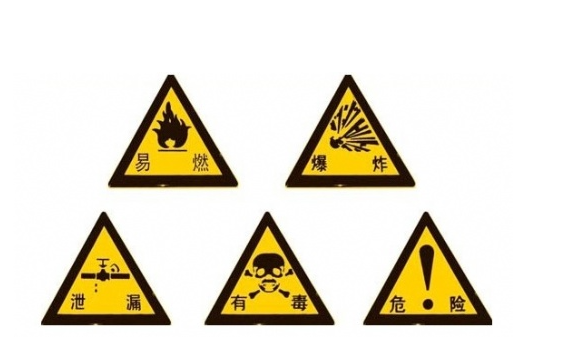 易 燃
爆 炸
泄 漏
有 毒
危 险